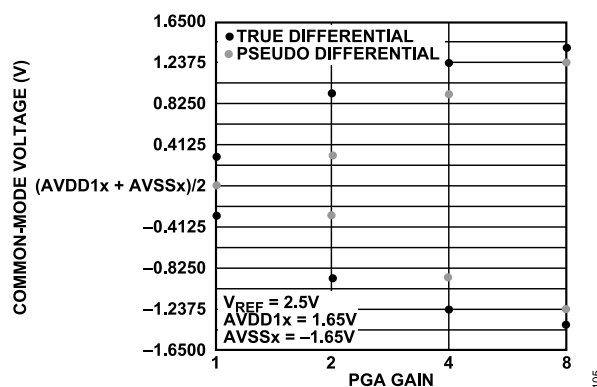 1.6500
1.2375
0.8250
0.4125
(AVDD1x + AVSSx)/2
–0.4125
–0.8250
–1.2375
–1.6500
COMMON-MODE VOLTAGE (V)
TRUE DIFFERENTIAL
PSEUDO DIFFERENTIAL
VREF = 2.5V
AVDD1x = 1.65V
AVSSx = –1.65V
1 2 4 8
PGA GAIN
105